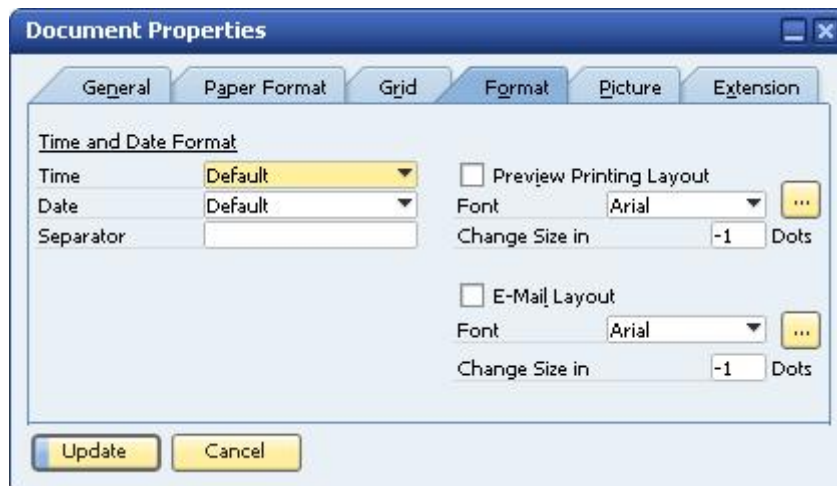 Document Properties
General Paper Format Grid Format Picture Extension
Time and Date Format
Time Default
Date Default
Separator
Preview Printing Layout
Font Arial ...
Change Size in -1 Dots
E-Mail Layout
Font Arial ...
Change Size in -1 Dots
Update Cancel